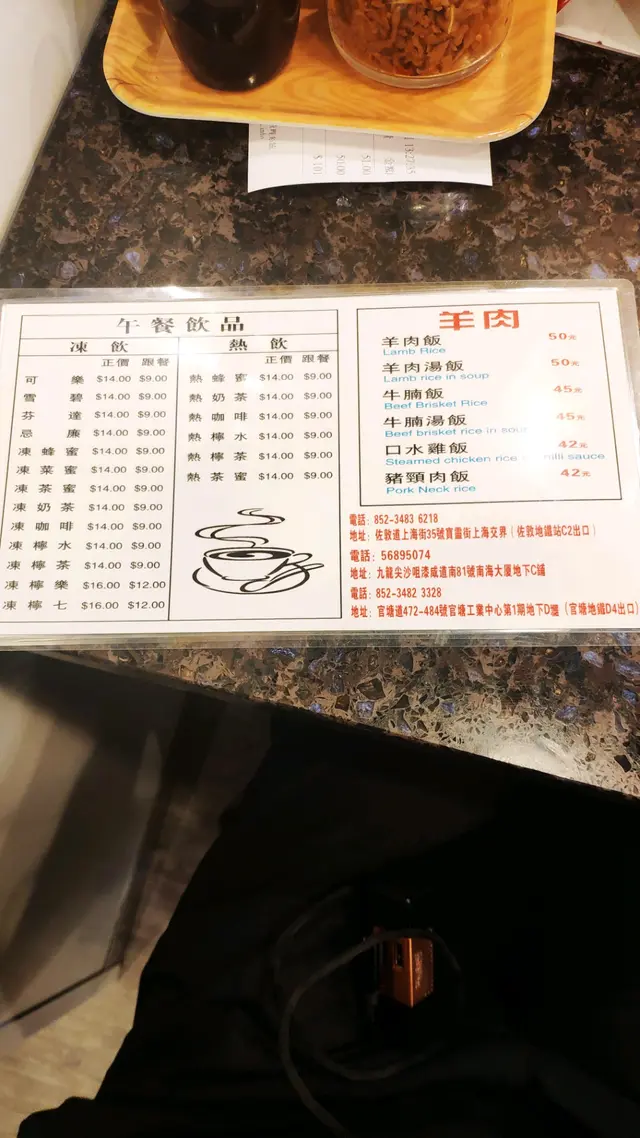 13:27:35
$1.00
50.00
$101
午餐飲品
凍飲
正價 跟餐
可樂 $14.00 $9.00
雪碧 $14.00 $9.00
芬達 $14.00 $9.00
忌廉 $14.00 $9.00
凍蜂蜜 $14.00 $9.00
凍菜蜜 $14.00 $9.00
凍茶蜜 $14.00 $9.00
凍奶茶 $14.00 $9.00
凍咖啡 $14.00 $9.00
凍檸水 $14.00 $9.00
凍檸茶 $14.00 $9.00
凍檸樂 $16.00 $12.00
凍檸七 $16.00 $12.00
熱飲
正價 跟餐
熱蜂蜜 $14.00 $9.00
熱奶茶 $14.00 $9.00
熱咖啡 $14.00 $9.00
熱檸水 $14.00 $9.00
熱檸茶 $14.00 $9.00
熱茶蜜 $14.00 $9.00
羊肉
羊肉飯 50元
Lamb Rice
羊肉湯飯 50元
Lamb rice in soup
牛腩飯 45元
Beef Brisket Rice
牛腩湯飯 45元
Beef brisket rice in soup
口水雞飯 42元
Steamed chicken rice chilli sauce
豬頸肉飯 42元
Pork Neck rice
電話: 852-3483 6218
地址: 佐敦道上海街35號寶靈街上海交界(佐敦地鐵站C2出口)
電話: 56895074
地址: 九龍尖沙咀漆咸道南81號南海大廈地下C鋪
電話: 852-3482 3328
地址: 官塘道472-484號官塘工業中心第1期地下D舖(官塘地鐵D4出口)